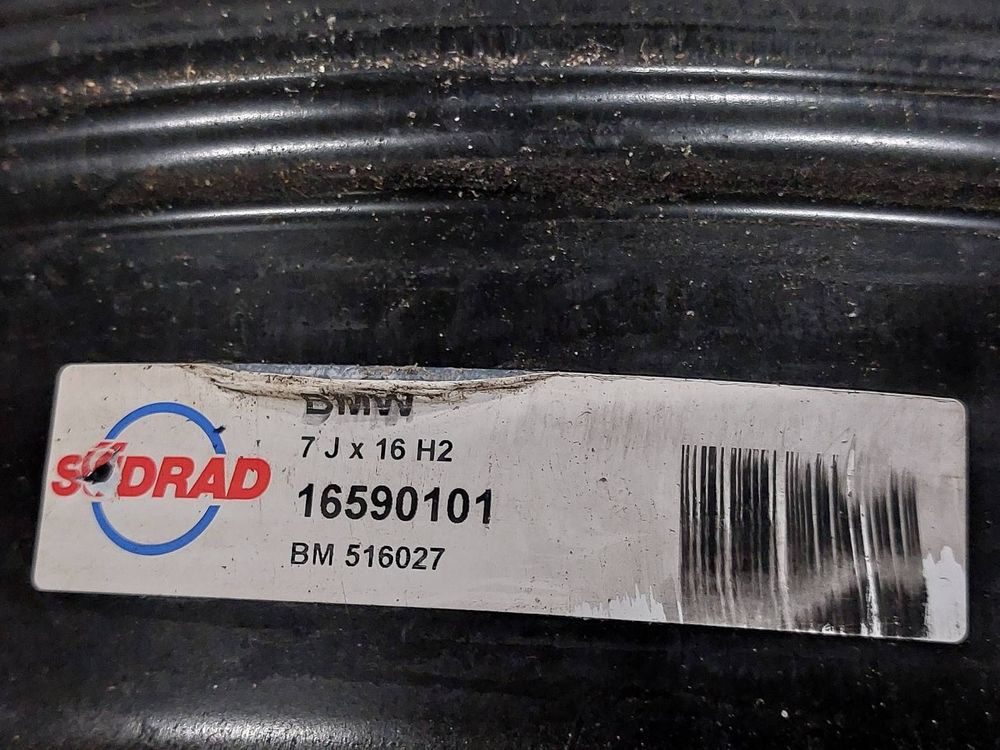 BMW
7 J x 16 H2
SÜDRAD
16590101
BM 516027